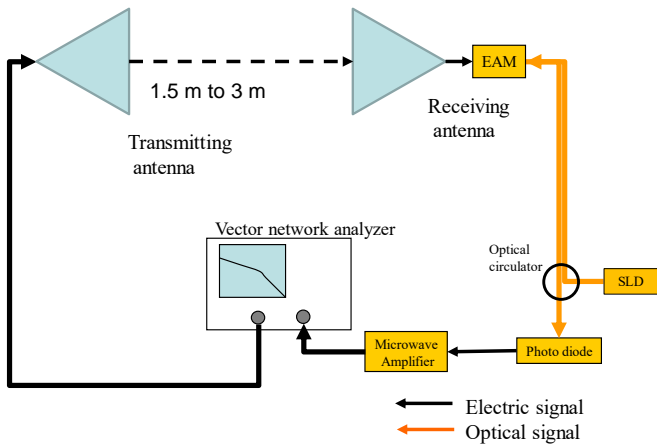 EAM
1.5 m to 3 m
Receiving
antenna
Transmitting
antenna
Vector network analyzer
Optical
circulator
SLD
Microwave
Amplifier
Photo diode
Electric signal
Optical signal